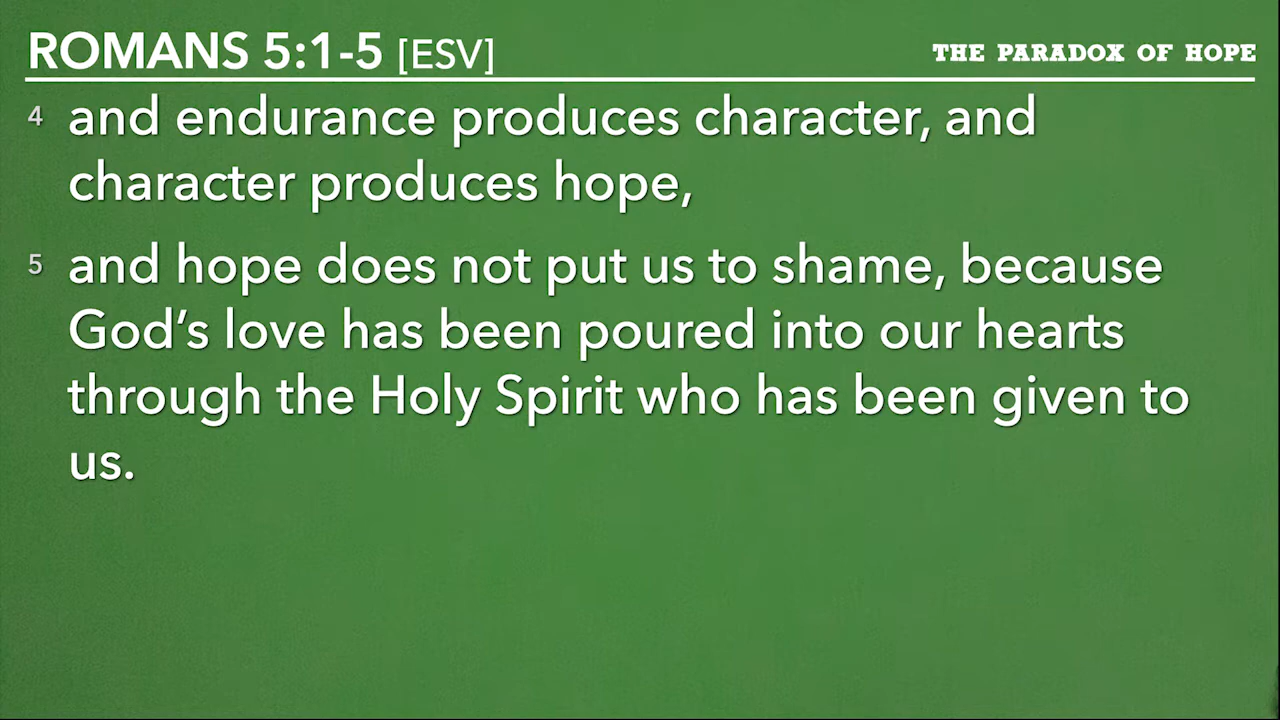 ROMANS 5:1-5 [ESV]
THE PARADOX OF HOPE
4 and endurance produces character, and
character produces hope,
5 and hope does not put us to shame, because
God’s love has been poured into our hearts
through the Holy Spirit who has been given to
us.